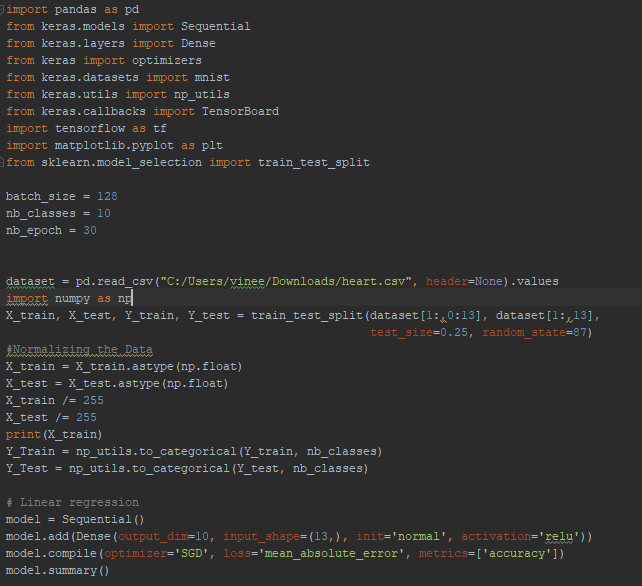 import pandas as pd
from keras.models import Sequential
from keras.layers import Dense
from keras import optimizers
from keras.datasets import mnist
from keras.utils import np_utils
from keras.callbacks import TensorBoard
import tensorflow as tf
import matplotlib.pyplot as plt
from sklearn.model_selection import train_test_split
batch_size = 128
nb_classes = 10
nb_epoch = 30
dataset = pd.read_csv("C:/Users/vinee/Downloads/heart.csv", header=None).values
import numpy as np
X_train, X_test, Y_train, Y_test = train_test_split(dataset[1:,0:13], dataset[1:,13],
test_size=0.25, random_state=87)
#Normalizing the Data
X_train = X_train.astype(np.float)
X_test = X_test.astype(np.float)
X_train /= 255
X_test /= 255
print(X_train)
Y_Train = np_utils.to_categorical(Y_train, nb_classes)
Y_Test = np_utils.to_categorical(Y_test, nb_classes)
# Linear regression
model = Sequential()
model.add(Dense(output_dim=10, input_shape=(13,), init='normal', activation='relu'))
model.compile(optimizer='SGD', loss='mean_absolute_error', metrics=['accuracy'])
model.summary()